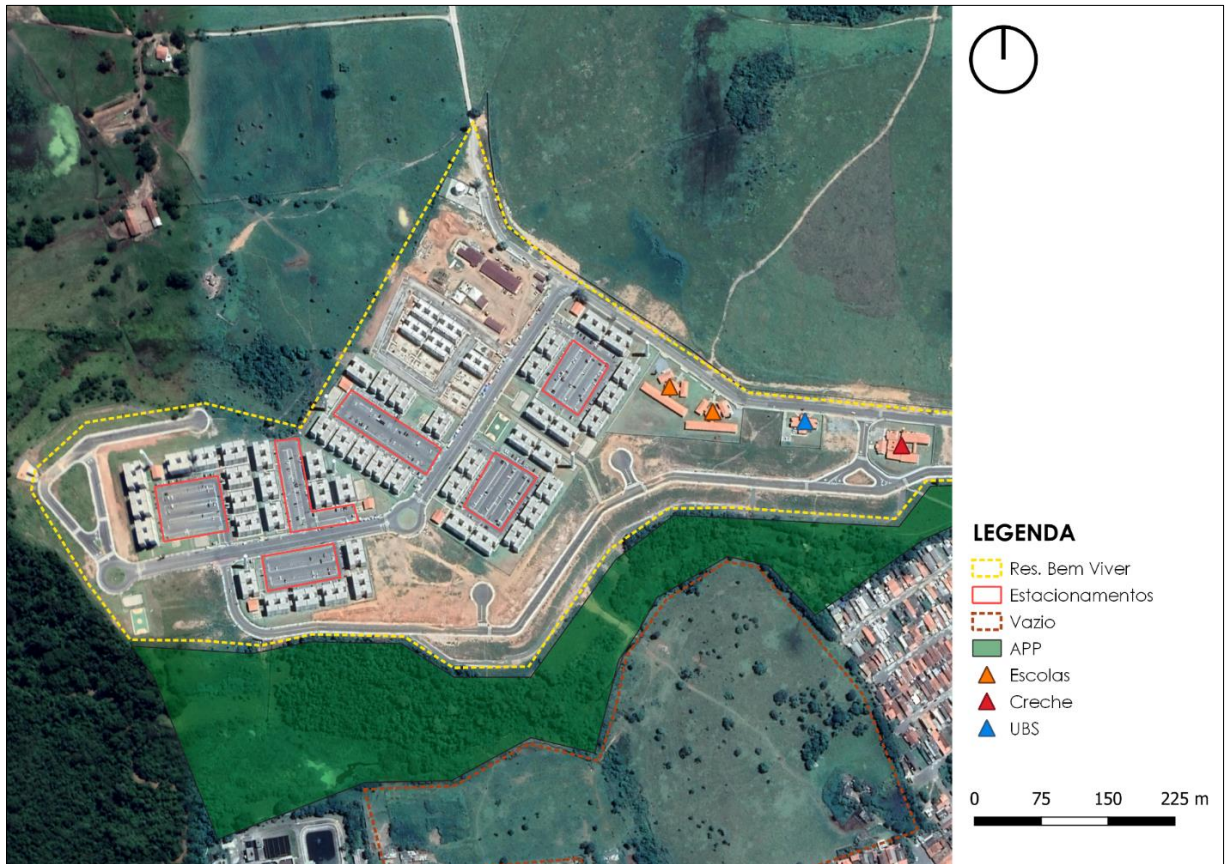 LEGENDA
Res. Bem Viver
Estacionamentos
Vazio
APP
Escolas
Creche
UBS
0 75 150 225 m